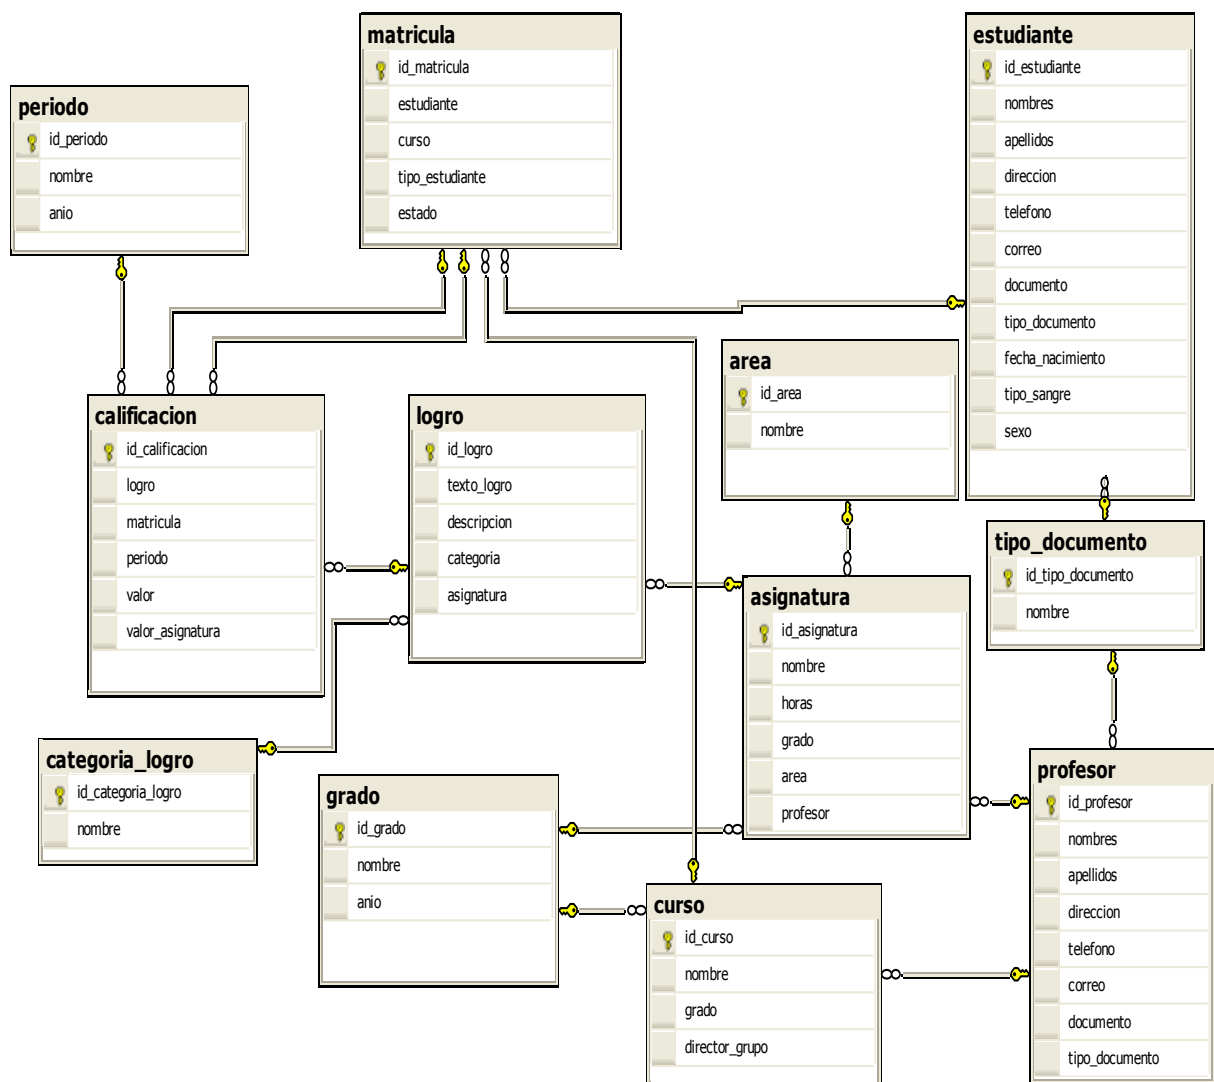 matricula
id_matricula
estudiante
curso
tipo_estudiante
estado
estudiante
id_estudiante
nombres
apellidos
direccion
telefono
correo
documento
tipo_documento
fecha_nacimiento
tipo_sangre
sexo
periodo
id_periodo
nombre
anio
area
id_area
nombre
calificacion
id_calificacion
logro
matricula
periodo
valor
valor_asignatura
logro
id_logro
texto_logro
descripcion
categoria
asignatura
tipo_documento
id_tipo_documento
nombre
asignatura
id_asignatura
nombre
horas
grado
area
profesor
categoria_logro
id_categoria_logro
nombre
grado
id_grado
nombre
anio
profesor
id_profesor
nombres
apellidos
direccion
telefono
correo
documento
tipo_documento
curso
id_curso
nombre
grado
director_grupo